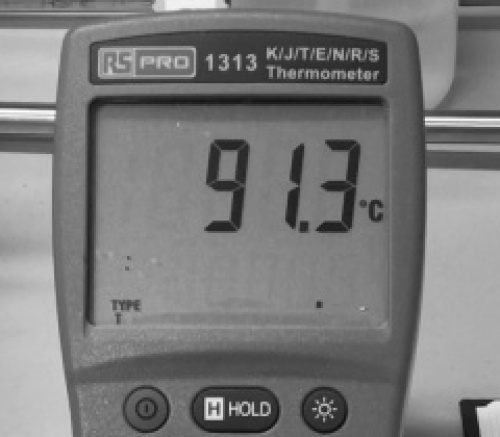 RS PRO 1313 K/J/T/E/N/R/S
Thermometer
91.3 °C
TYPE
T
H HOLD